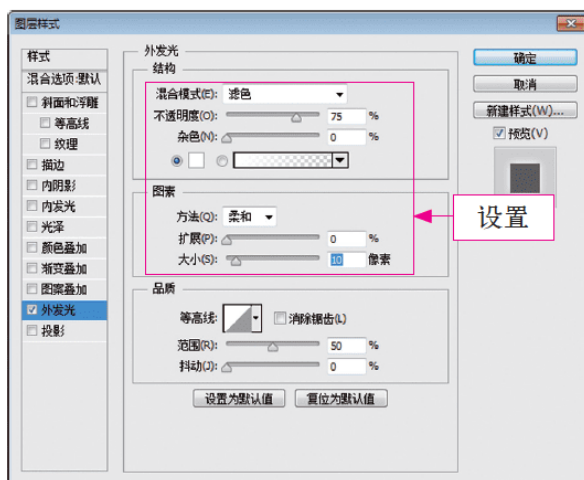 图层样式
样式
混合选项:默认
斜面和浮雕
等高线
纹理
描边
内阴影
内发光
光泽
颜色叠加
渐变叠加
图案叠加
外发光
投影
外发光
结构
混合模式(E): 滤色
不透明度(O): 75 %
杂色(N): 0 %
图素
方法(Q): 柔和
扩展(P): 0 %
大小(S): 10 像素
品质
等高线: 消除锯齿(L)
范围(R): 50 %
抖动(J): 0 %
设置为默认值 复位为默认值
确定
取消
新建样式(W)...
预览(V)
设置